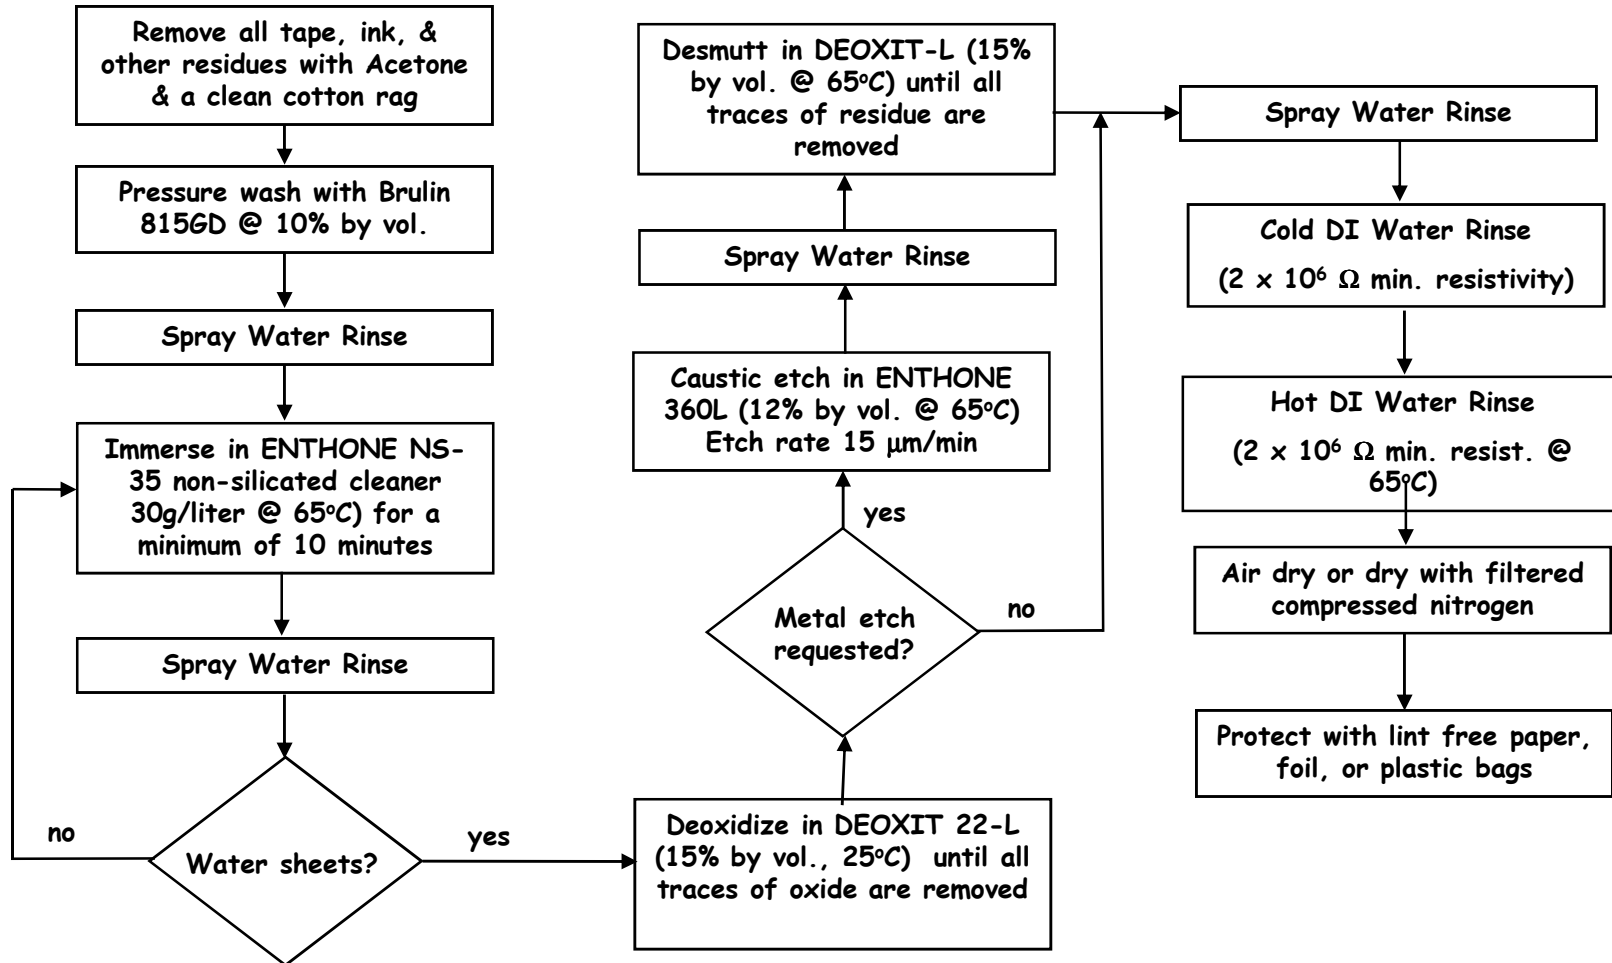 Remove all tape, ink, &
other residues with Acetone
& a clean cotton rag
Pressure wash with Brulin
815GD @ 10% by vol.
Spray Water Rinse
Immerse in ENTHONE NS-
35 non-silicated cleaner
30g/liter @ 65°C) for a
minimum of 10 minutes
Spray Water Rinse
Water sheets?
no
yes
Deoxidize in DEOXIT 22-L
(15% by vol., 25°C) until all
traces of oxide are removed
Metal etch
requested?
yes
no
Caustic etch in ENTHONE
360L (12% by vol. @ 65°C)
Etch rate 15 μm/min
Spray Water Rinse
Desmutt in DEOXIT-L (15%
by vol. @ 65°C) until all
traces of residue are
removed
Spray Water Rinse
Cold DI Water Rinse
(2 x 10⁶ Ω min. resistivity)
Hot DI Water Rinse
(2 x 10⁶ Ω min. resist. @
65°C)
Air dry or dry with filtered
compressed nitrogen
Protect with lint free paper,
foil, or plastic bags